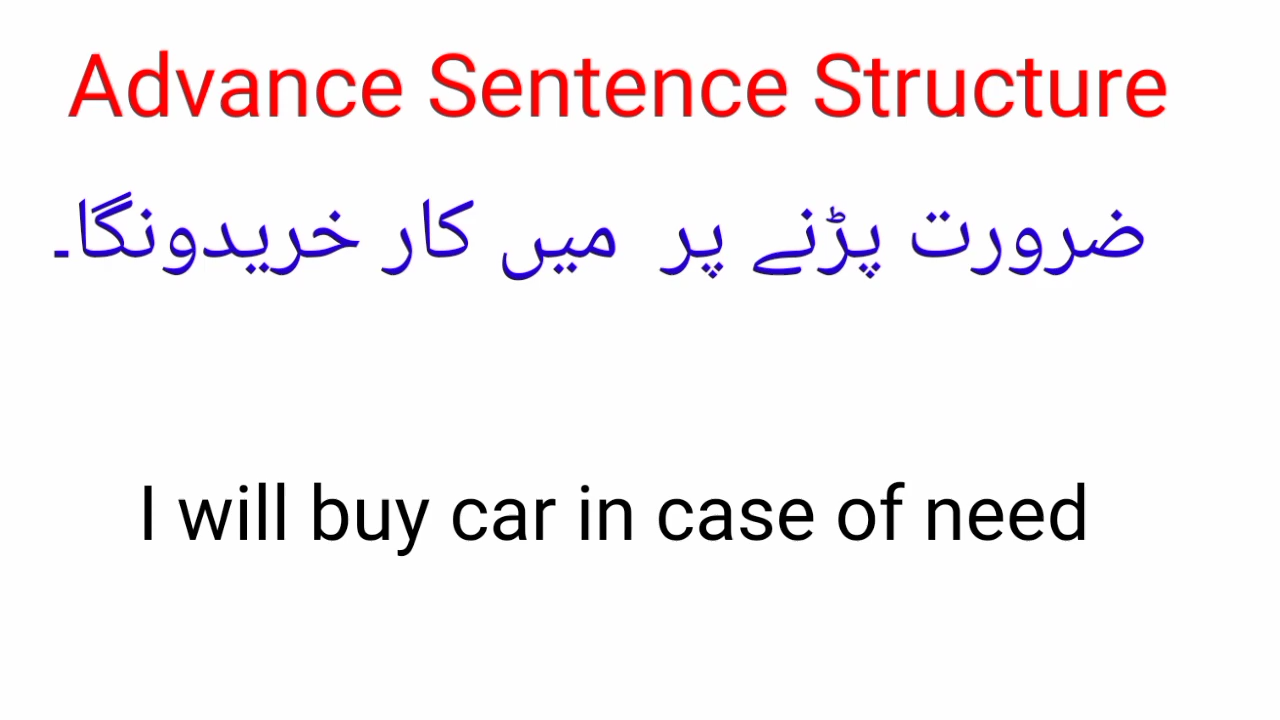 Advance Sentence Structure
ضرورت پڑنے پر میں کار خریدونگا۔
I will buy car in case of need